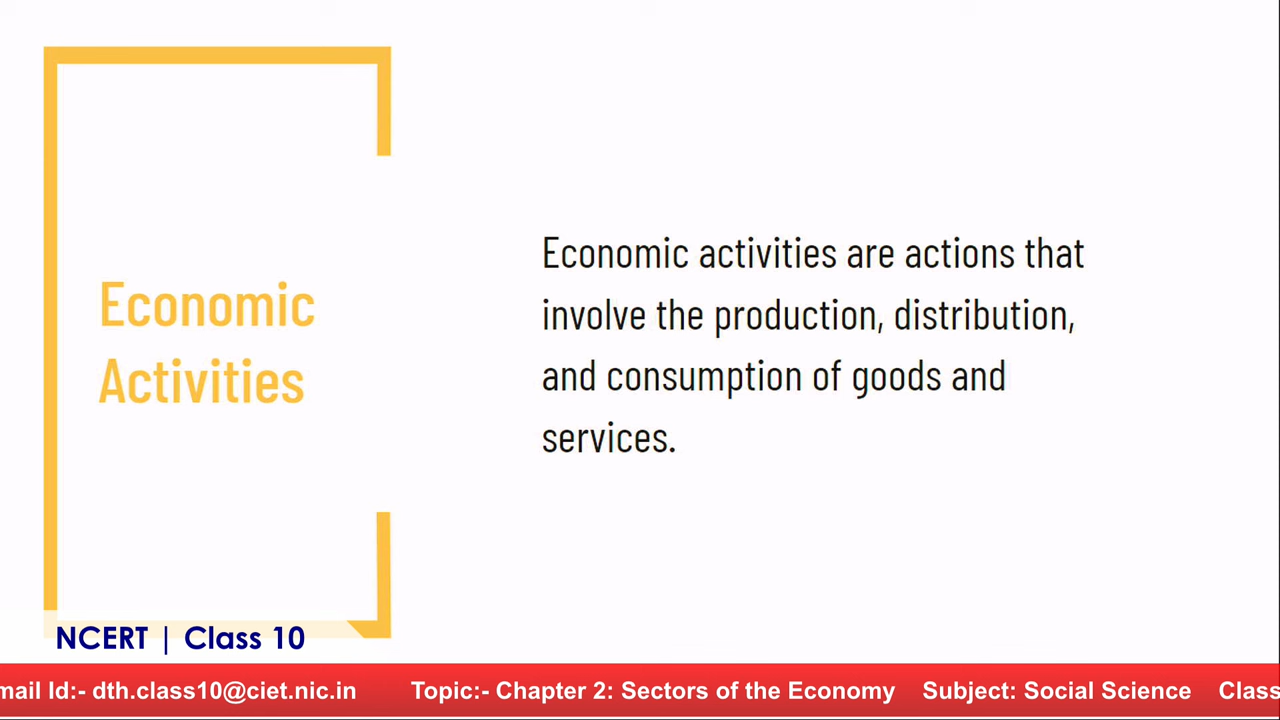 Economic
Activities
Economic activities are actions that
involve the production, distribution,
and consumption of goods and
services.
NCERT | Class 10
mail Id:- dth.class10@ciet.nic.in Topic:- Chapter 2: Sectors of the Economy Subject: Social Science Class